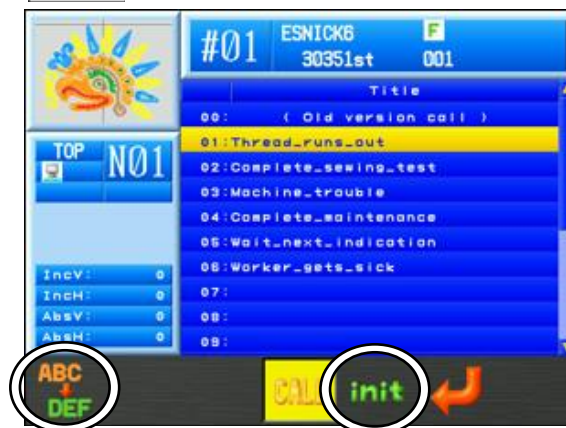 #01
ESNICK6 F
30351st 001
Title
00: ( Old version call )
01:Thread_runs_out
02:Complete_sewing_test
03:Machine_trouble
04:Complete_maintenance
05:Wait_next_indication
06:Worker_gets_sick
07:
08:
09:
TOP N01
IncV: 0
IncH: 0
AbsV: 0
AbsH: 0
ABC
DEF
CALL init